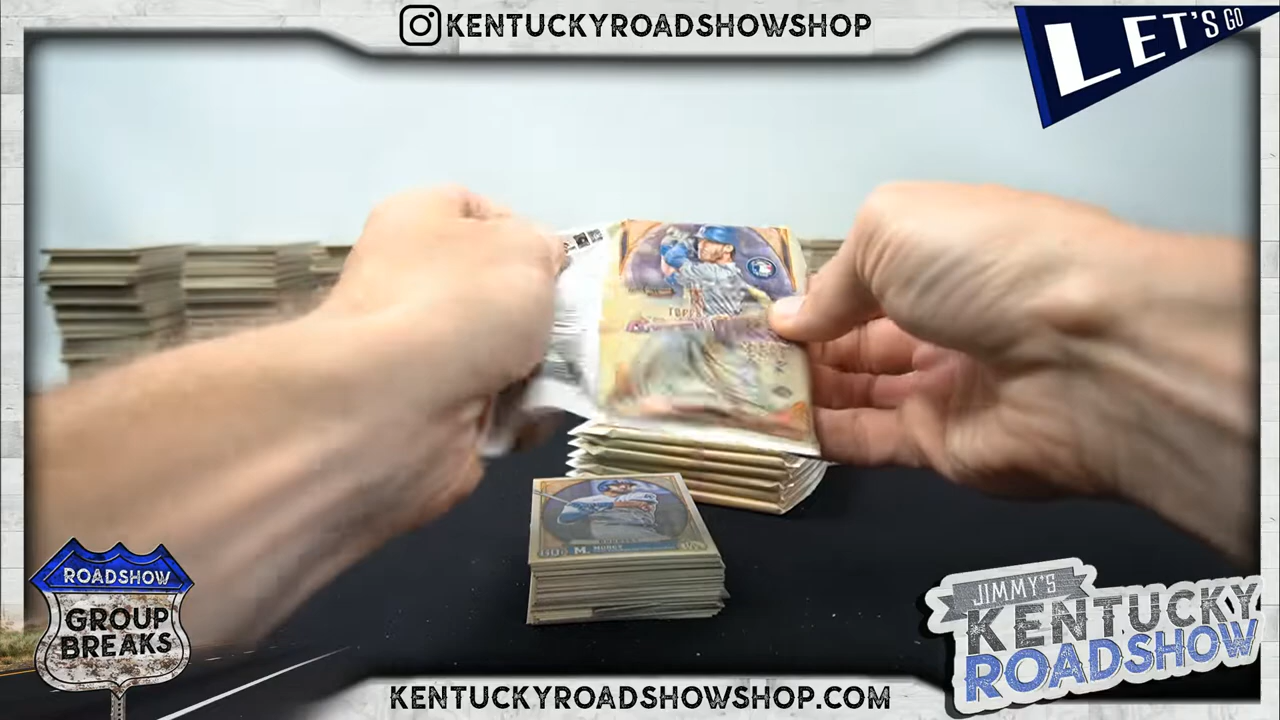 KENTUCKYROADSHOWSHOP
LET'S GO
TOPPS
M. MUNCY
ROADSHOW
GROUP
BREAKS
JIMMY'S
KENTUCKY
ROADSHOW
KENTUCKYROADSHOWSHOP.COM